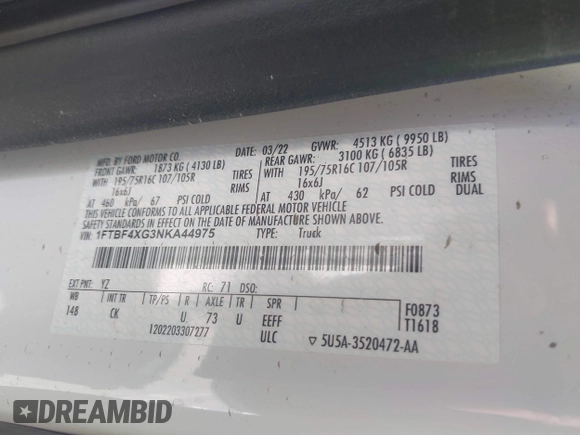 MFD. BY FORD MOTOR CO.
03/22 GVWR: 4513 KG ( 9950 LB)
FRONT GAWR: 1873 KG ( 4130 LB) REAR GAWR: 3100 KG ( 6835 LB)
WITH 195/75R16C 107/105R TIRES WITH 195/75R16C 107/105R TIRES
16x6J RIMS 16x6J RIMS
AT 460 kPa/ 67 PSI COLD AT 430 kPa/ 62 PSI COLD DUAL
THIS VEHICLE CONFORMS TO ALL APPLICABLE FEDERAL MOTOR VEHICLE
SAFETY STANDARDS IN EFFECT ON THE DATE OF MANUFACTURE SHOWN ABOVE.
VIN: 1FTBF4XG3NKA44975 TYPE: Truck
EXT PNT: YZ RC: 71 DSO:
WB INT TR TP/PS R AXLE TR SPR F0873
148 CK U 73 U EEFF T1618
1202203307277 ULC ▽ 5U5A-3520472-AA
DREAMBID